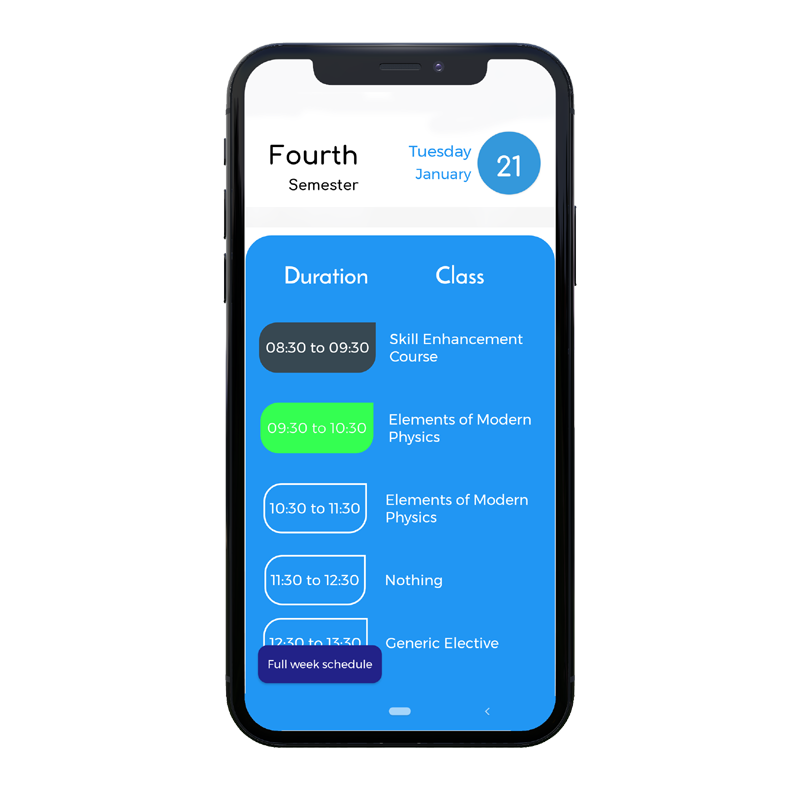 Fourth
Semester
Tuesday
January
21
Duration
Class
08:30 to 09:30
Skill Enhancement
Course
09:30 to 10:30
Elements of Modern
Physics
10:30 to 11:30
Elements of Modern
Physics
11:30 to 12:30
Nothing
12:30 to 13:30
Generic Elective
Full week schedule